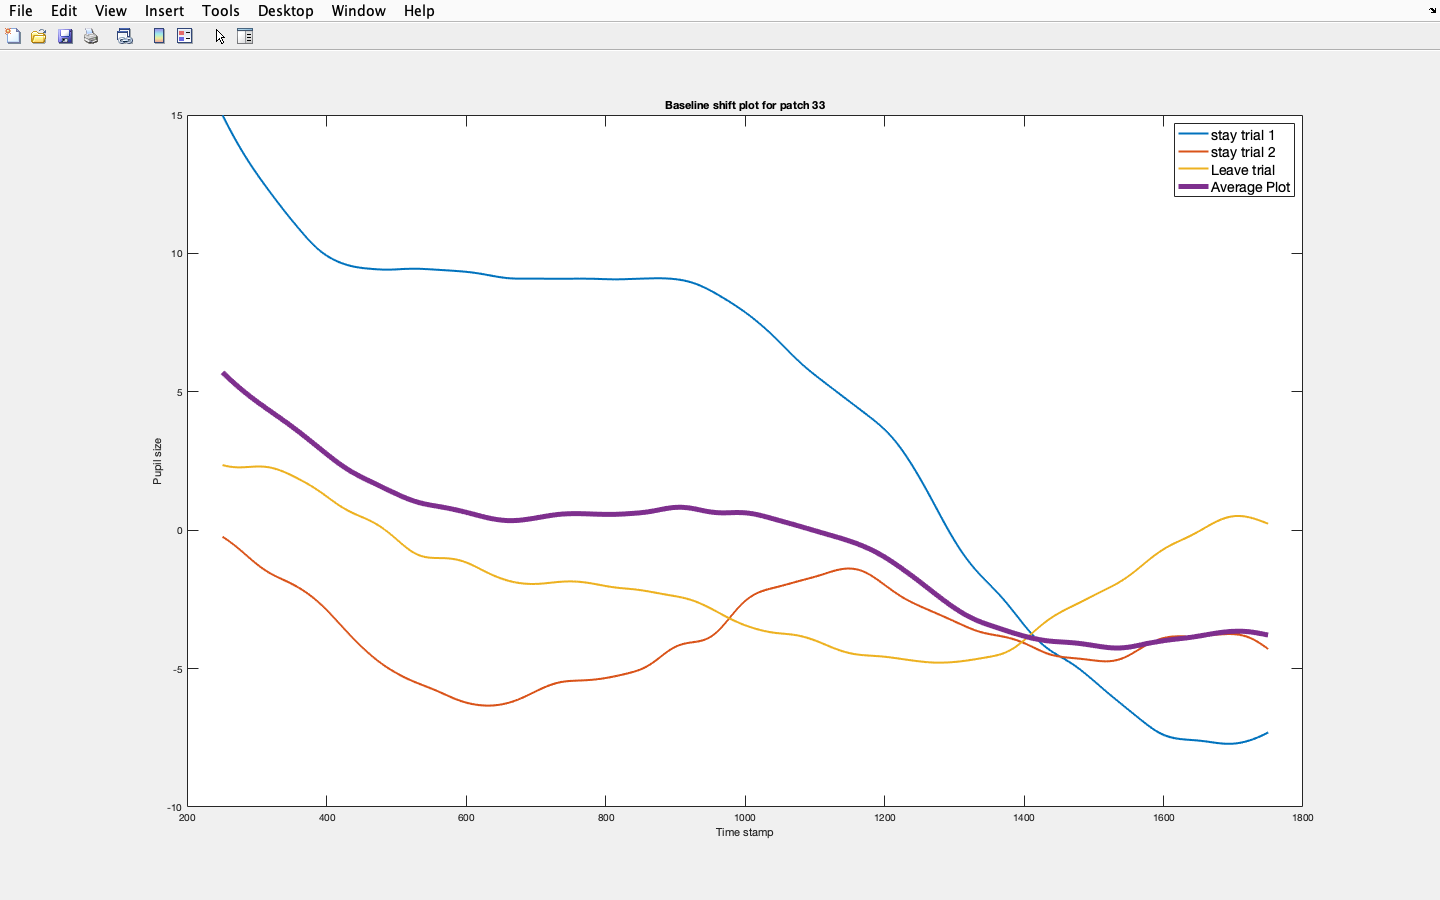 File Edit View Insert Tools Desktop Window Help
Baseline shift plot for patch 33
stay trial 1
stay trial 2
Leave trial
Average Plot
15
10
5
0
-5
-10
Pupil size
200 400 600 800 1000 1200 1400 1600 1800
Time stamp